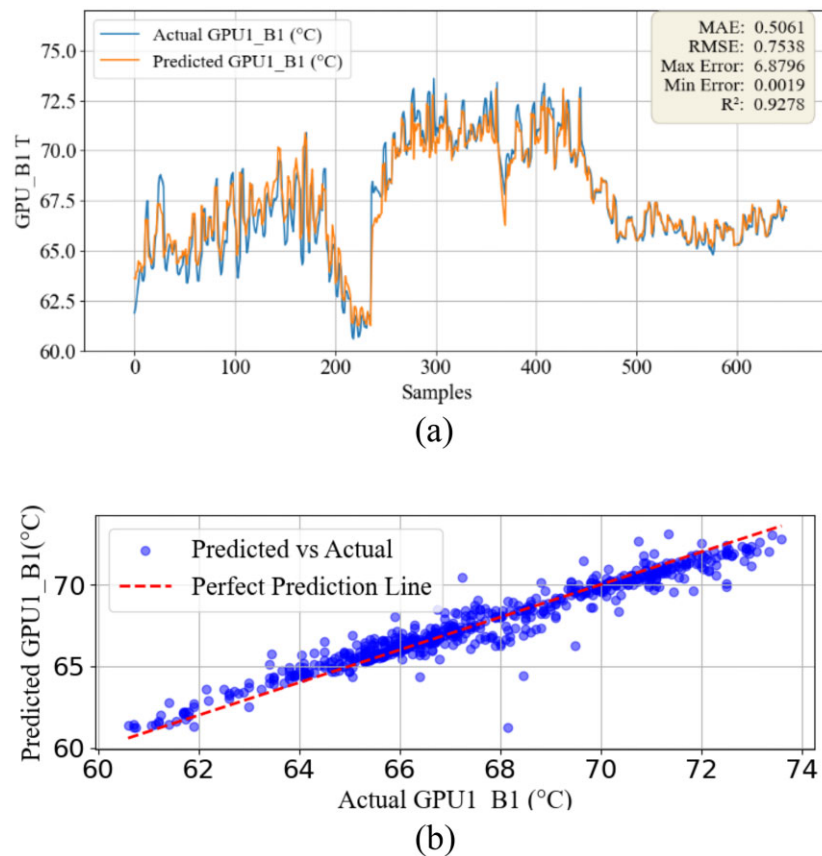 75.0
72.5
70.0
67.5
65.0
62.5
60.0
GPU_B1 T
Actual GPU1_B1 (°C)
Predicted GPU1_B1 (°C)
MAE: 0.5061
RMSE: 0.7538
Max Error: 6.8796
Min Error: 0.0019
R²: 0.9278
0 100 200 300 400 500 600
Samples
(a)
Predicted GPU1_B1(°C)
70
65
60
Predicted vs Actual
Perfect Prediction Line
60 62 64 66 68 70 72 74
Actual GPU1_B1 (°C)
(b)